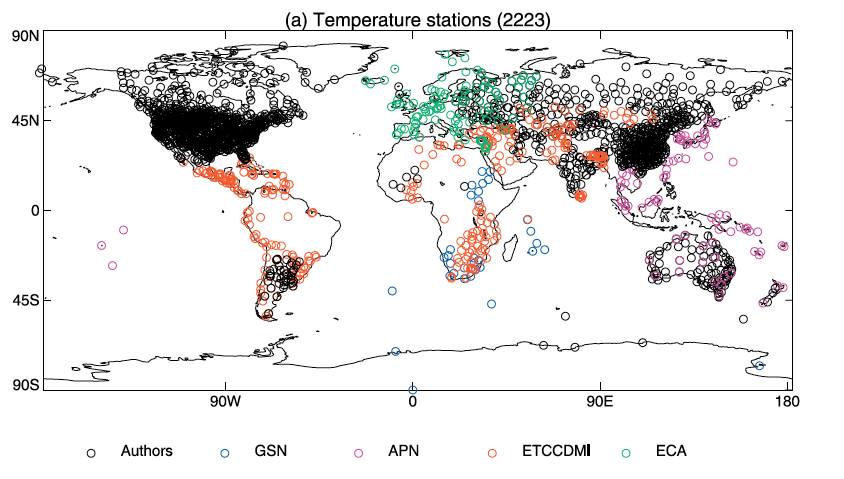 (a) Temperature stations (2223)
90N
45N
0
45S
90S
90W
0
90E
180
Authors
GSN
APN
ETCCDMI
ECA